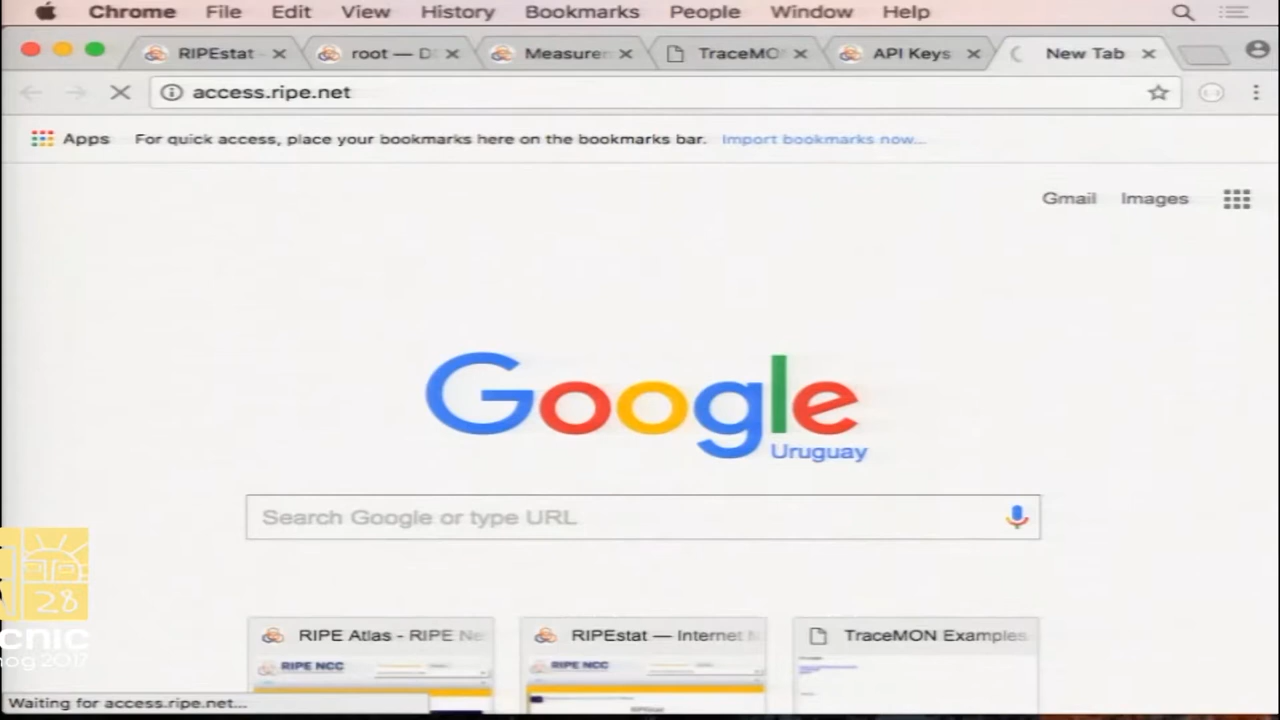 Chrome File Edit View History Bookmarks People Window Help
RIPEstat root — D Measurer TraceMO API Keys New Tab
access.ripe.net
Apps For quick access, place your bookmarks here on the bookmarks bar. Import bookmarks now...
Gmail Images
Google
Uruguay
Search Google or type URL
RIPE Atlas - RIPE Ne RIPEstat — Internet TraceMON Examples
RIPE NCC RIPE NCC
28
cnic
nog 2017
Waiting for access.ripe.net...